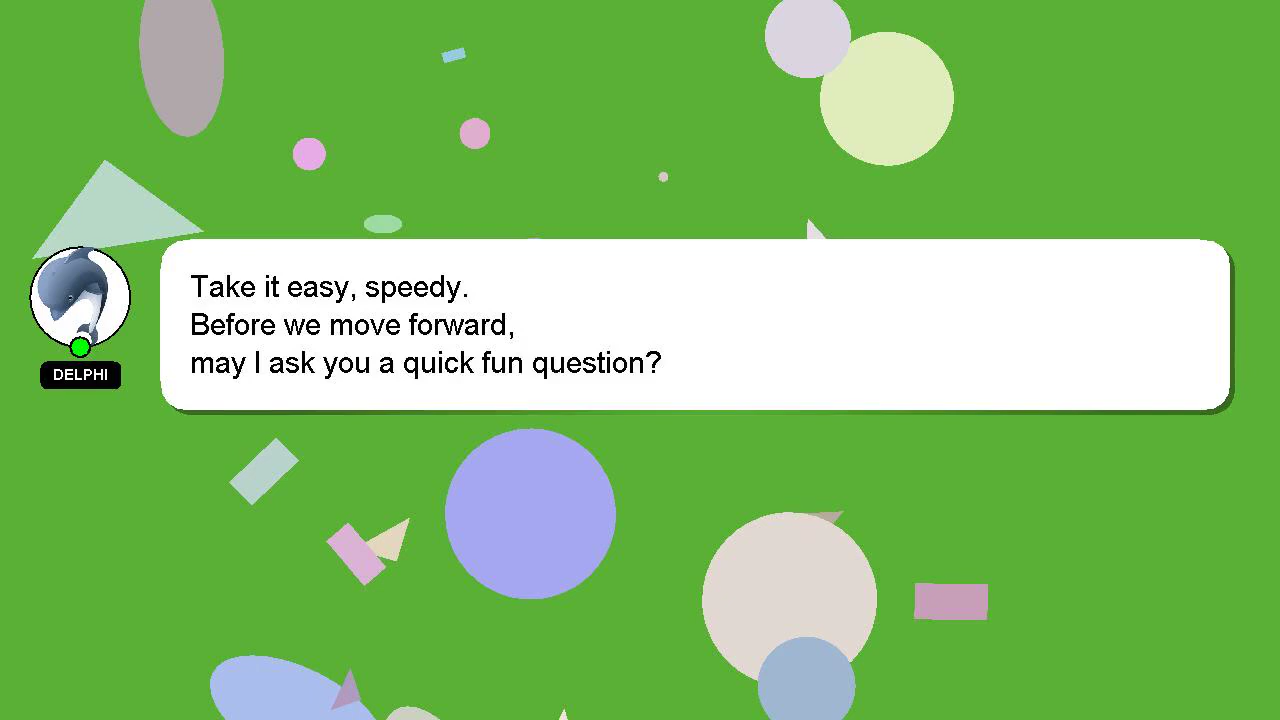 Take it easy, speedy.
Before we move forward,
may I ask you a quick fun question?
DELPHI